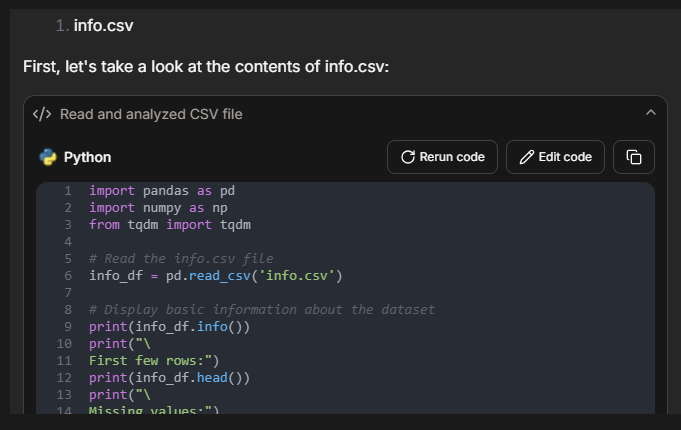 1. info.csv
First, let's take a look at the contents of info.csv:
</> Read and analyzed CSV file
Python Rerun code Edit code
1 import pandas as pd
2 import numpy as np
3 from tqdm import tqdm
4
5 # Read the info.csv file
6 info_df = pd.read_csv('info.csv')
7
8 # Display basic information about the dataset
9 print(info_df.info())
10 print("\
11 First few rows:")
12 print(info_df.head())
13 print("\
14 Missing values:")